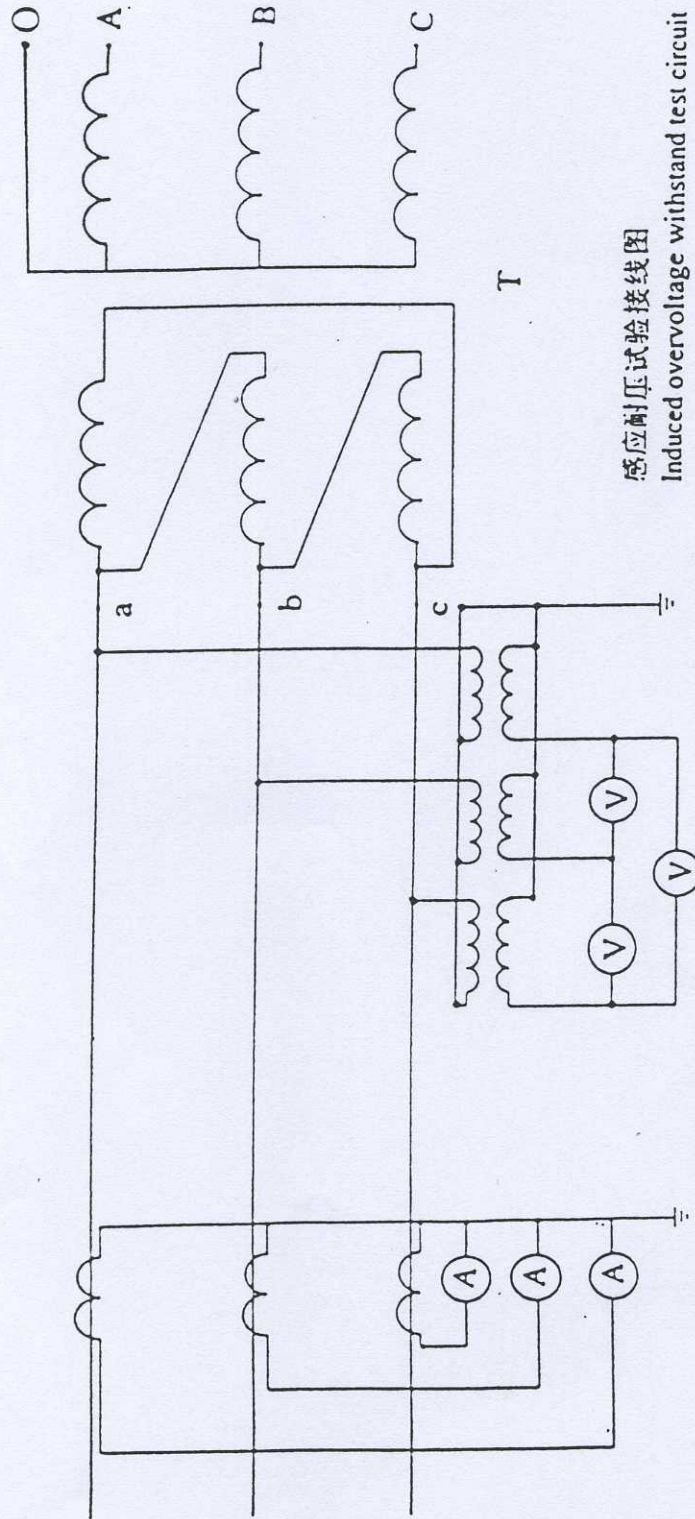 O
A
B
C
a
b
c
T
A
A
A
V
V
V
感应耐压试验接线图
Induced overvoltage withstand test circuit